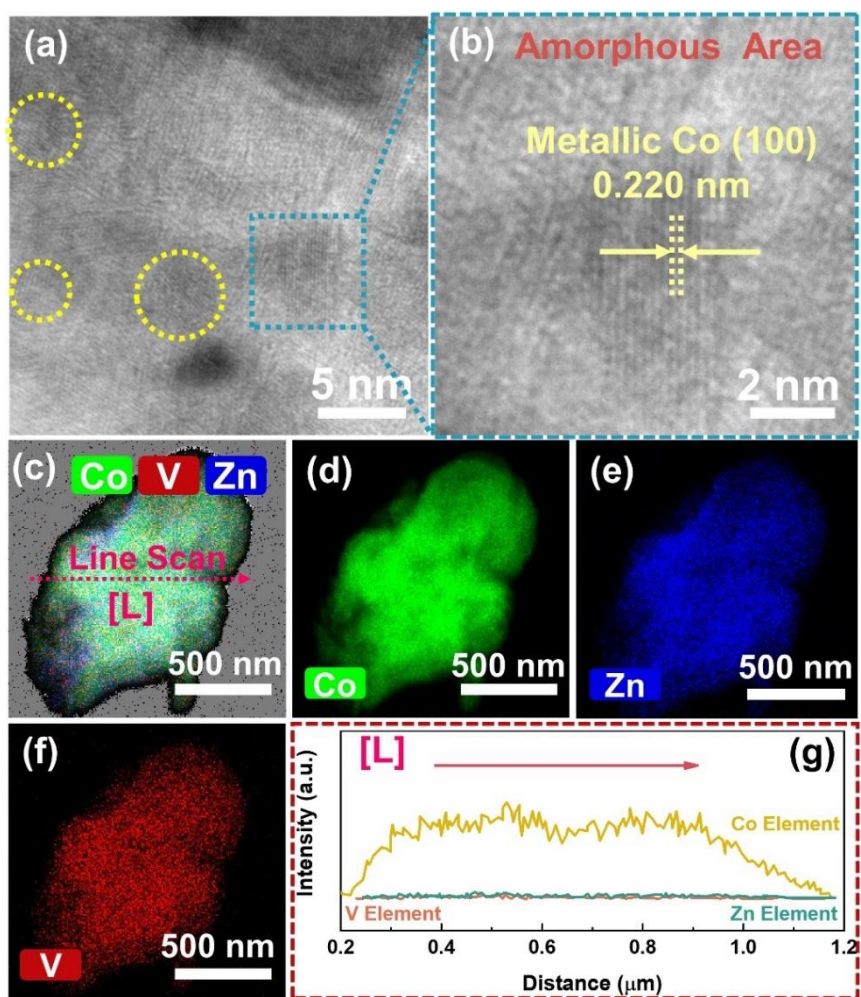 (a)
5 nm
(b)
Amorphous Area
Metallic Co (100)
0.220 nm
2 nm
(c)
Co V Zn
Line Scan
[L]
500 nm
(d)
500 nm
Co
(e)
500 nm
Zn
(f)
500 nm
V
[L]
(g)
Intensity (a.u.)
Co Element
V Element
Zn Element
0.2 0.4 0.6 0.8 1.0 1.2
Distance (μm)